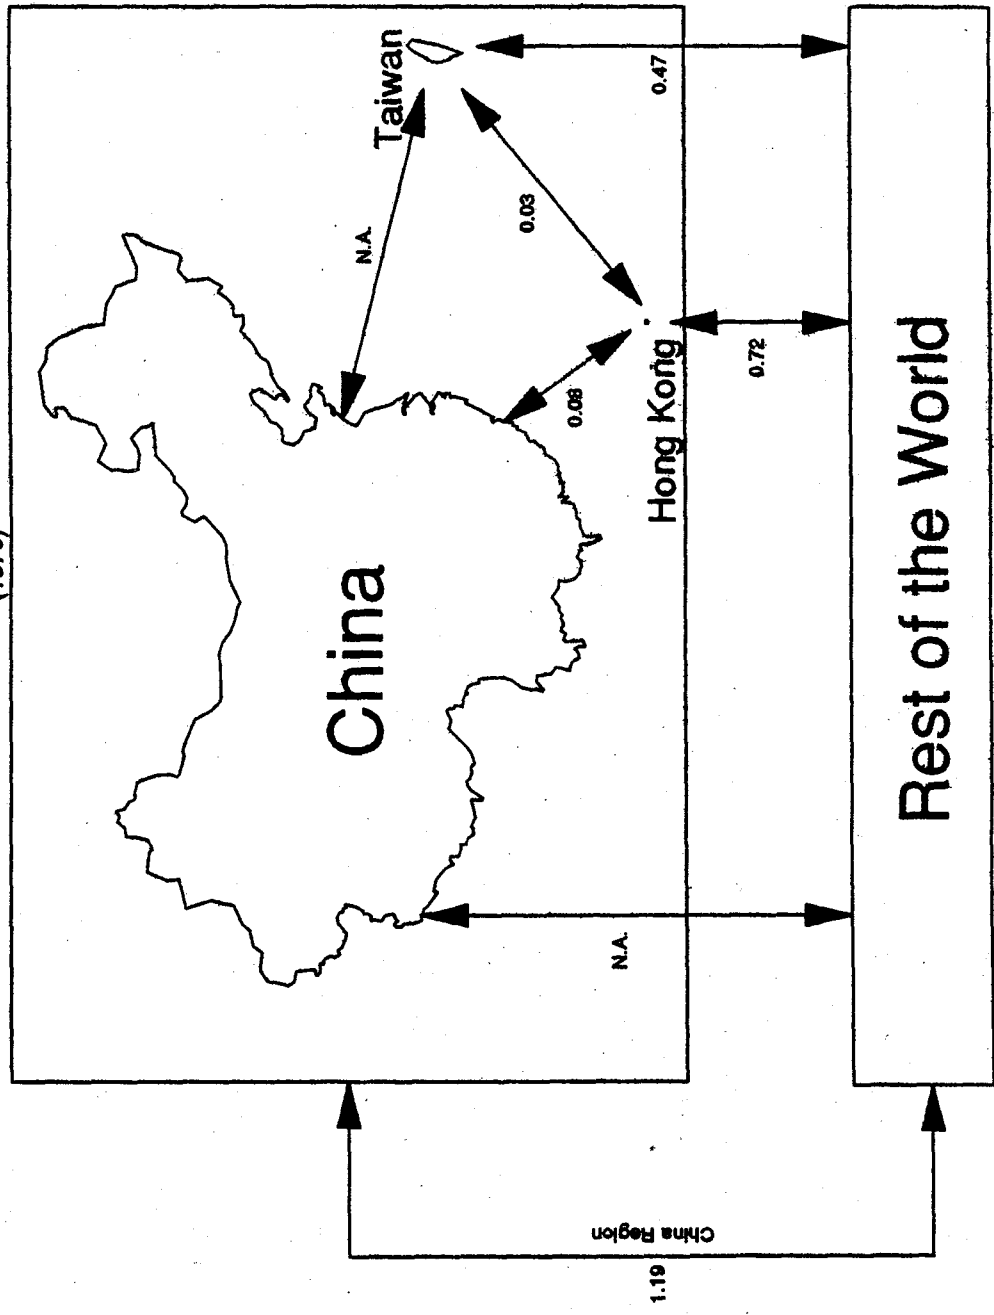 Taiwan
N.A.
0.03
0.47
China
0.08
Hong Kong
0.72
N.A.
Rest of the World
China Region
1.19